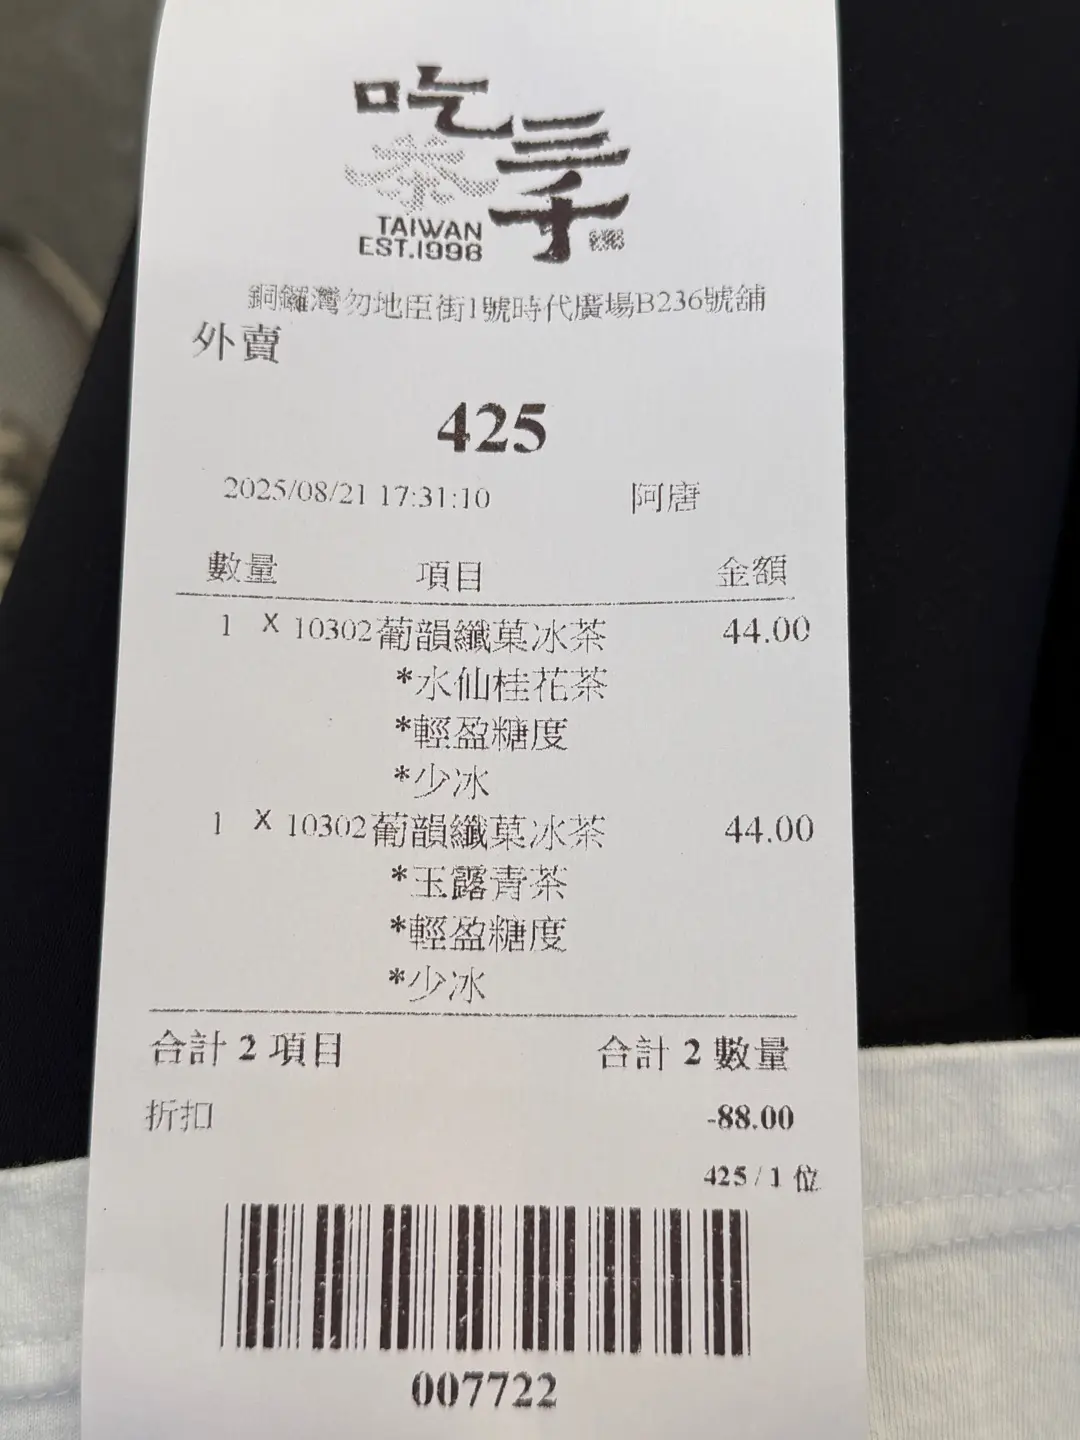 吃茶三千
TAIWAN
EST.1998
銅鑼灣勿地臣街1號時代廣場B236號舖
外賣
425
2025/08/21 17:31:10 阿唐
數量 項目 金額
1 X 10302葡韻纖菓冰茶 44.00
*水仙桂花茶
*輕盈糖度
*少冰
1 X 10302葡韻纖菓冰茶 44.00
*玉露青茶
*輕盈糖度
*少冰
合計 2 項目 合計 2 數量
折扣 -88.00
425 / 1 位
007722